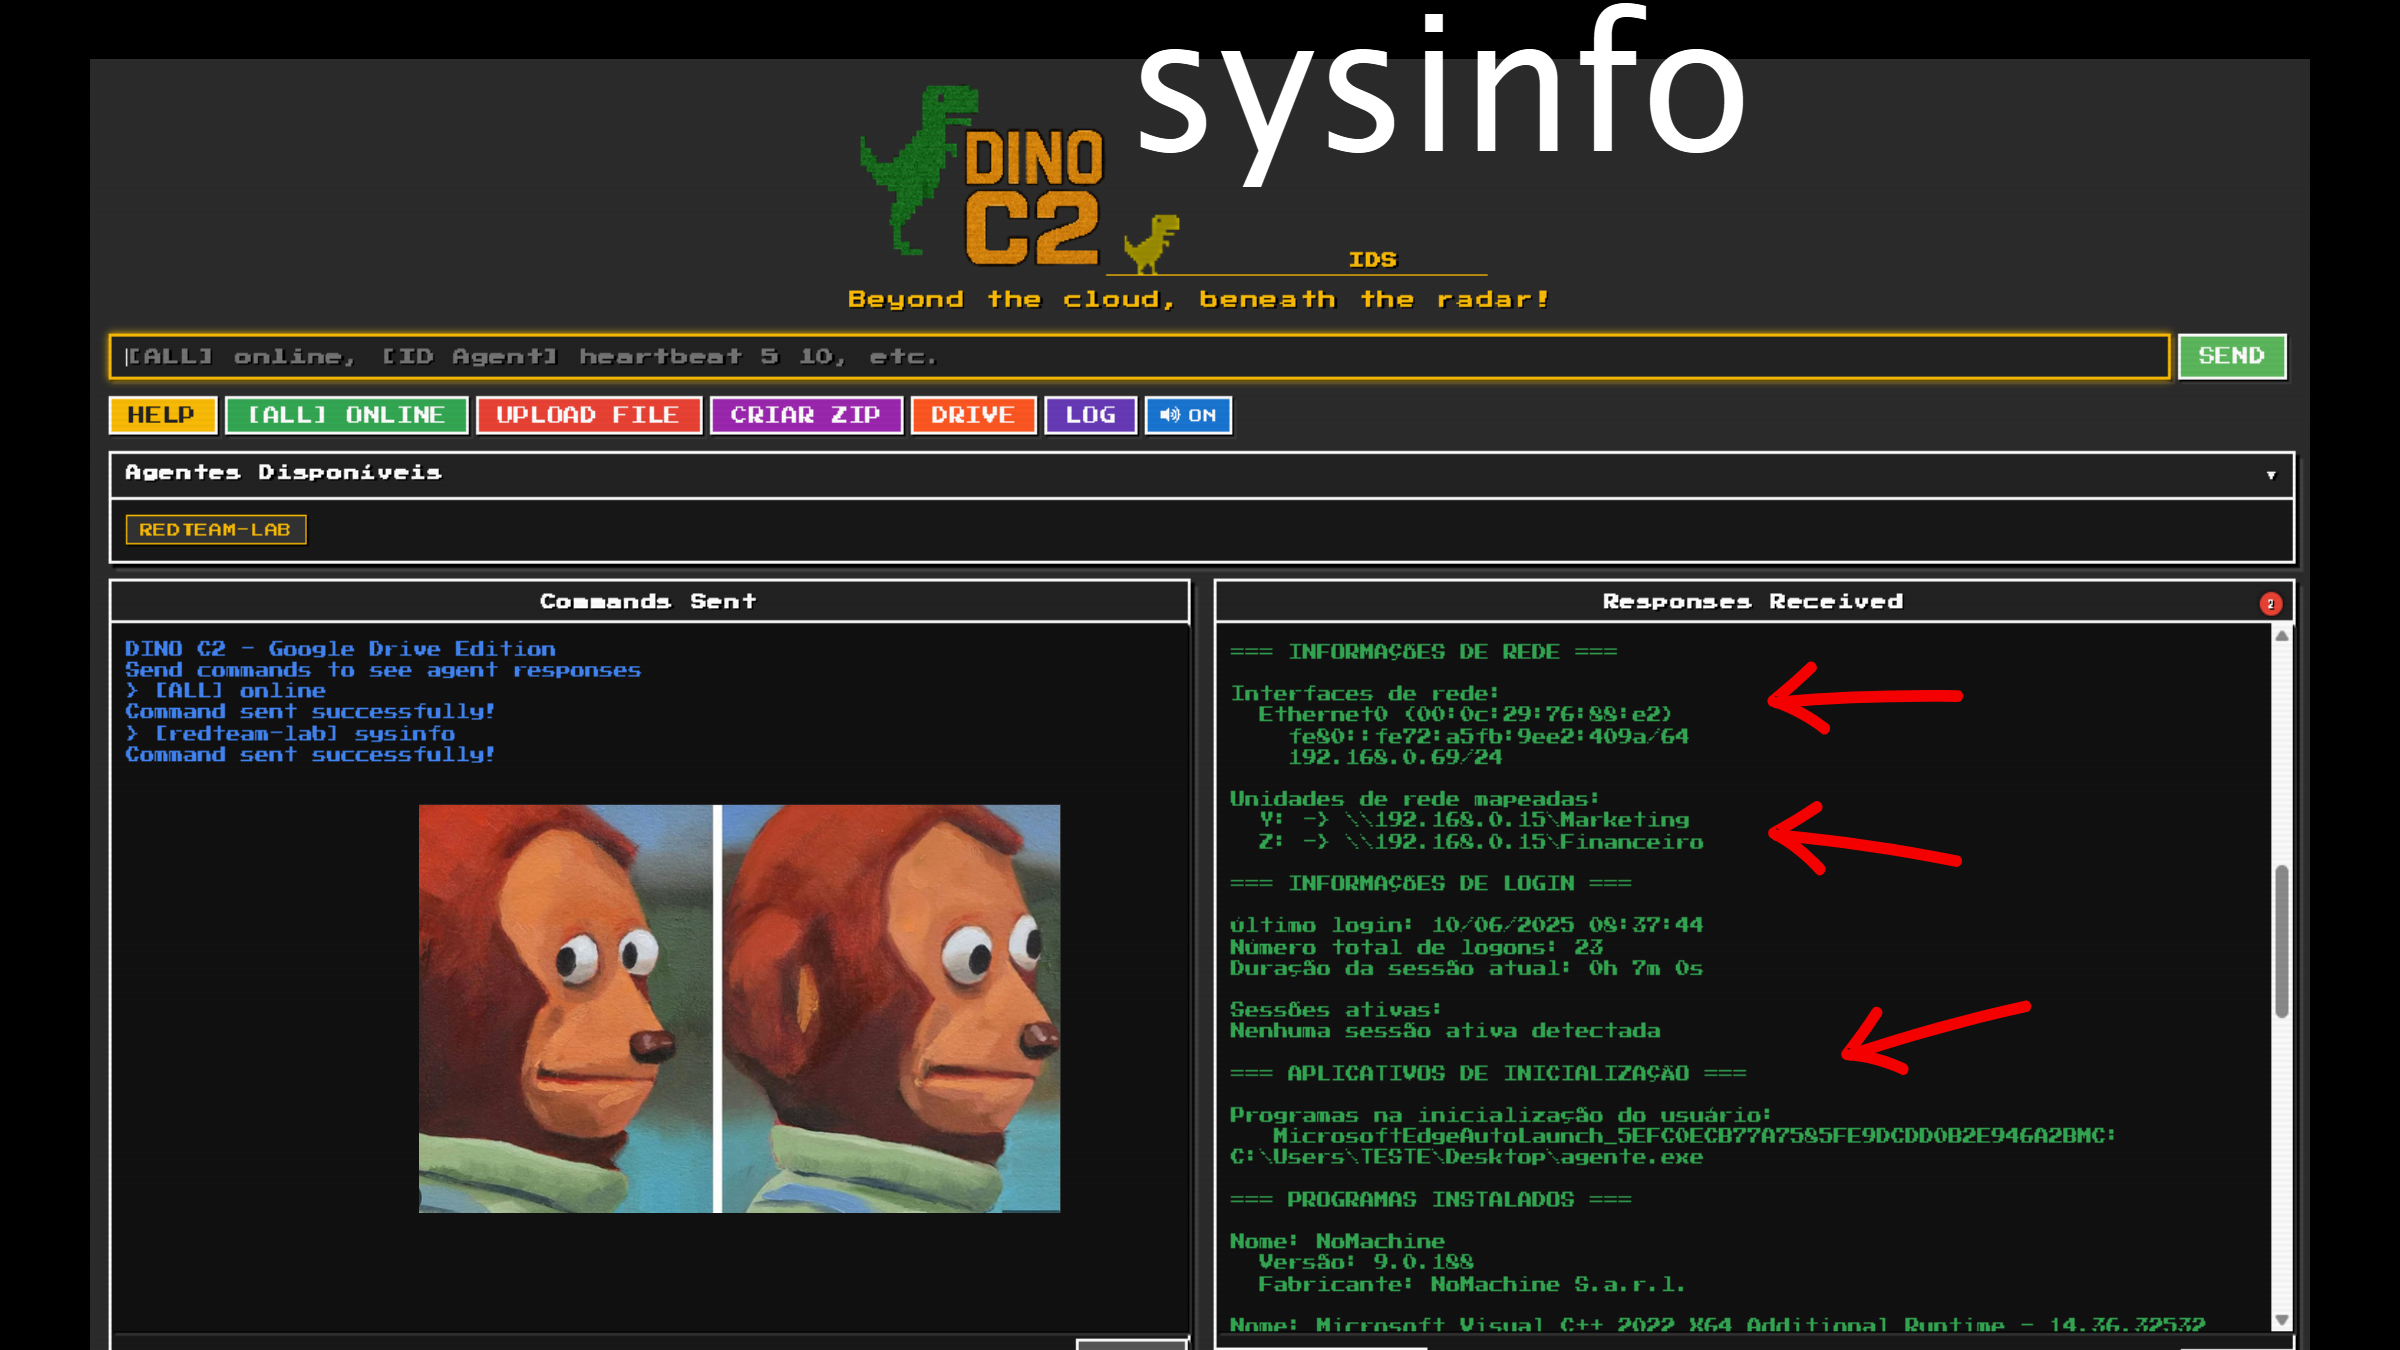 sysinfo
DINO
C2
IDS
Beyond the cloud, beneath the radar!
[ALL] online, [ID Agent] heartbeat 5 10, etc.
SEND
HELP
[ALL] ONLINE
UPLOAD FILE
CRIAR ZIP
DRIVE
LOG
ON
Agentes Disponíveis
REDTEAM-LAB
Commands Sent
DINO C2 - Google Drive Edition
Send commands to see agent responses
> [ALL] online
Command sent successfully!
> [redteam-lab] sysinfo
Command sent successfully!
Responses Received
2
=== INFORMAÇÕES DE REDE ===
Interfaces de rede:
Ethernet0 (00:0c:29:76:88:e2)
fe80::fe72:a5fb:9ee2:409a/64
192.168.0.69/24
Unidades de rede mapeadas:
Y: -> \\192.168.0.15\Marketing
Z: -> \\192.168.0.15\Financeiro
=== INFORMAÇÕES DE LOGIN ===
Último login: 10/06/2025 08:37:44
Número total de logons: 23
Duração da sessão atual: 0h 7m 0s
Sessões ativas:
Nenhuma sessão ativa detectada
=== APLICATIVOS DE INICIALIZAÇÃO ===
Programas na inicialização do usuário:
MicrosoftEdgeAutoLaunch_5EFC0ECB77A7585FE9DCDD0B2E946A2BMC:
C:\Users\TESTE\Desktop\agente.exe
=== PROGRAMAS INSTALADOS ===
Nome: NoMachine
Versão: 9.0.188
Fabricante: NoMachine S.a.r.l.
Nome: Microsoft Visual C++ 2022 X64 Additional Runtime - 14.36.32532